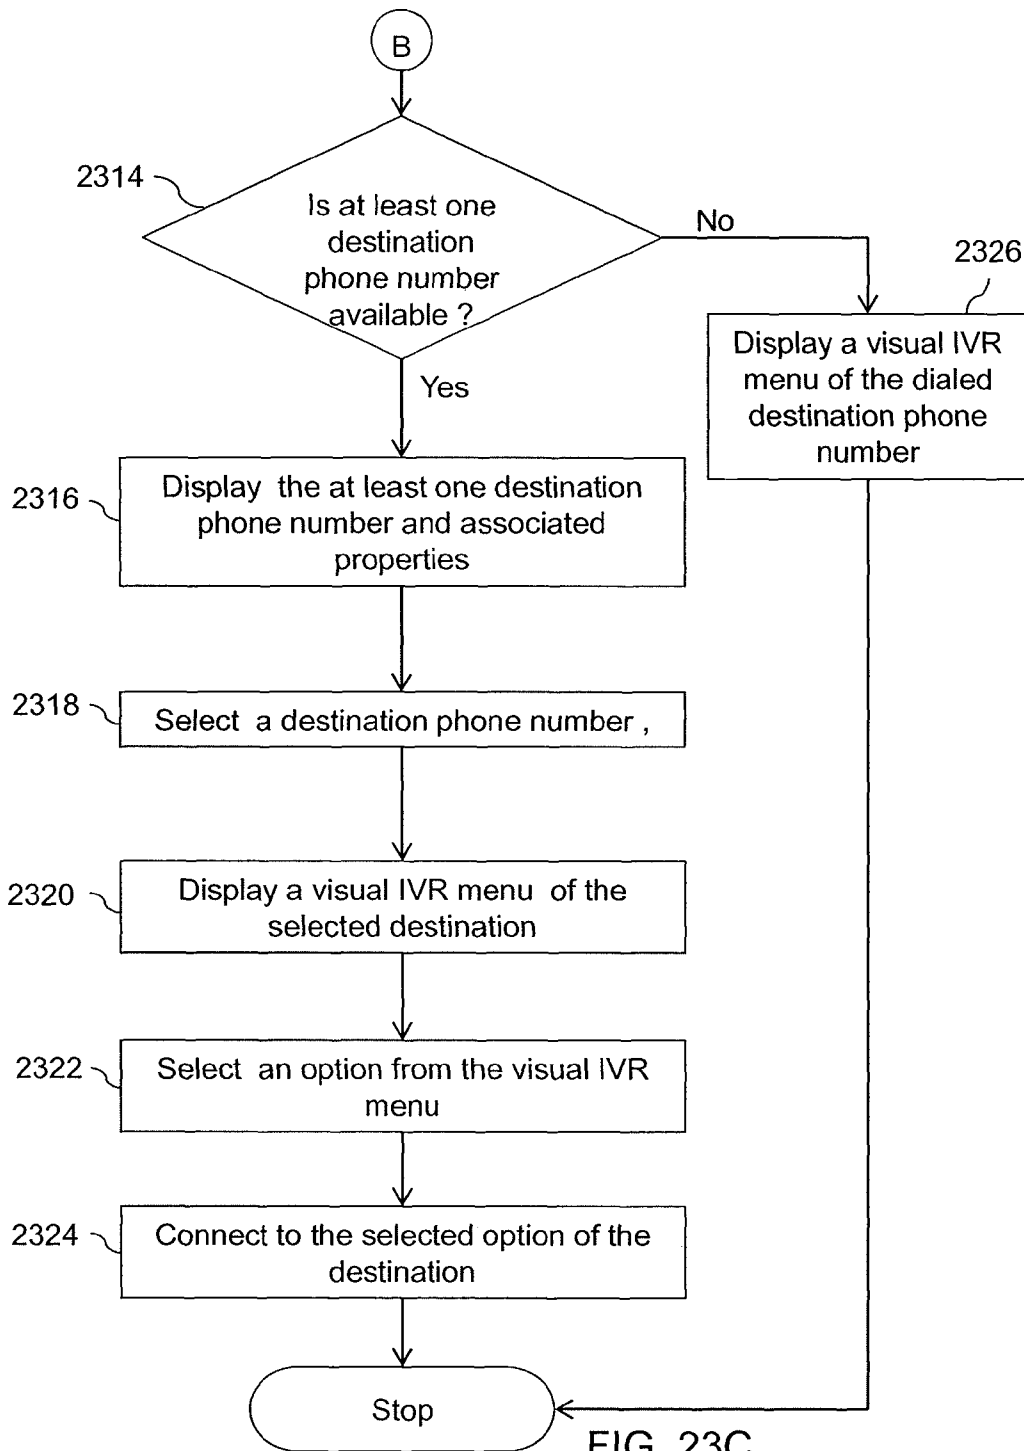 B
2314
Is at least one
destination
phone number
available ?
No
2326
Display a visual IVR
menu of the dialed
destination phone
number
Yes
2316
Display the at least one destination
phone number and associated
properties
2318
Select a destination phone number ,
2320
Display a visual IVR menu of the
selected destination
2322
Select an option from the visual IVR
menu
2324
Connect to the selected option of the
destination
Stop
FIG. 23C